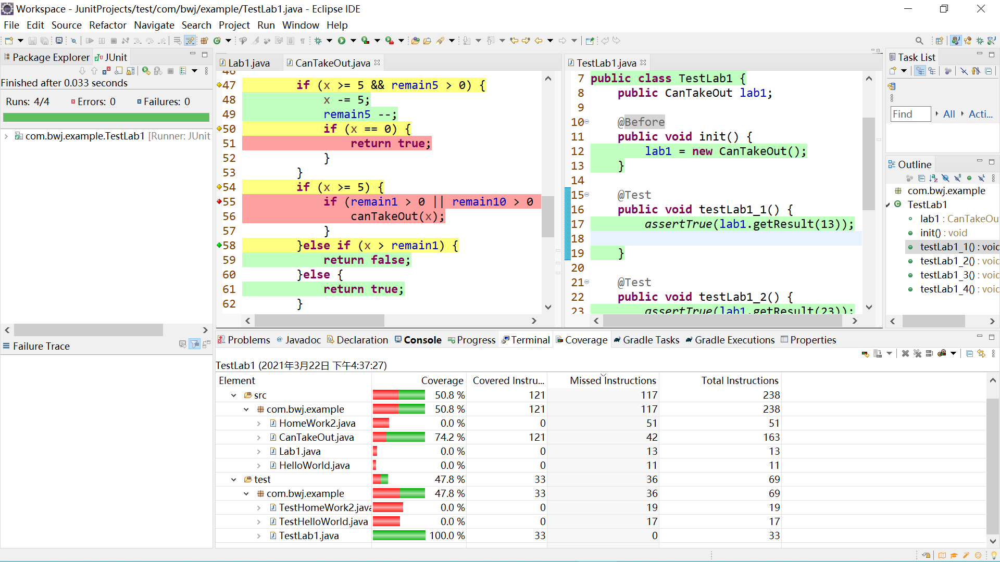 Workspace - JunitProjects/test/com/bwj/example/TestLab1.java - Eclipse IDE
File Edit Source Refactor Navigate Search Project Run Window Help
Package Explorer JUnit
Finished after 0.033 seconds
Runs: 4/4 Errors: 0 Failures: 0
com.bwj.example.TestLab1 [Runner: JUnit
Failure Trace
Lab1.java CanTakeOut.java
46
47 if (x >= 5 && remain5 > 0) {
48 x -= 5;
49 remain5 --;
50 if (x == 0) {
51 return true;
52 }
53 }
54 if (x >= 5) {
55 if (remain1 > 0 || remain10 > 0
56 canTakeOut(x);
57 }
58 }else if (x > remain1) {
59 return false;
60 }else {
61 return true;
62 }
TestLab1.java
7 public class TestLab1 {
8 public CanTakeOut lab1;
9
10 @Before
11 public void init() {
12 lab1 = new CanTakeOut();
13 }
14
15 @Test
16 public void testLab1_1() {
17 assertTrue(lab1.getResult(13));
18
19 }
20
21 @Test
22 public void testLab1_2() {
23 assertTrue(lab1.getResult(23));
Task List
Find All Acti...
Outline
com.bwj.example
TestLab1
lab1 : CanTakeOu
init() : void
testLab1_1() : void
testLab1_2() : void
testLab1_3() : void
testLab1_4() : void
Problems @ Javadoc Declaration Console Progress Terminal Coverage Gradle Tasks Gradle Executions Properties
TestLab1 (2021年3月22日 下午4:37:27)
Element Coverage Covered Instru... Missed Instructions Total Instructions
src 50.8 % 121 117 238
com.bwj.example 50.8 % 121 117 238
HomeWork2.java 0.0 % 0 51 51
CanTakeOut.java 74.2 % 121 42 163
Lab1.java 0.0 % 0 13 13
HelloWorld.java 0.0 % 0 11 11
test 47.8 % 33 36 69
com.bwj.example 47.8 % 33 36 69
TestHomeWork2.java 0.0 % 0 19 19
TestHelloWorld.java 0.0 % 0 17 17
TestLab1.java 100.0 % 33 0 33